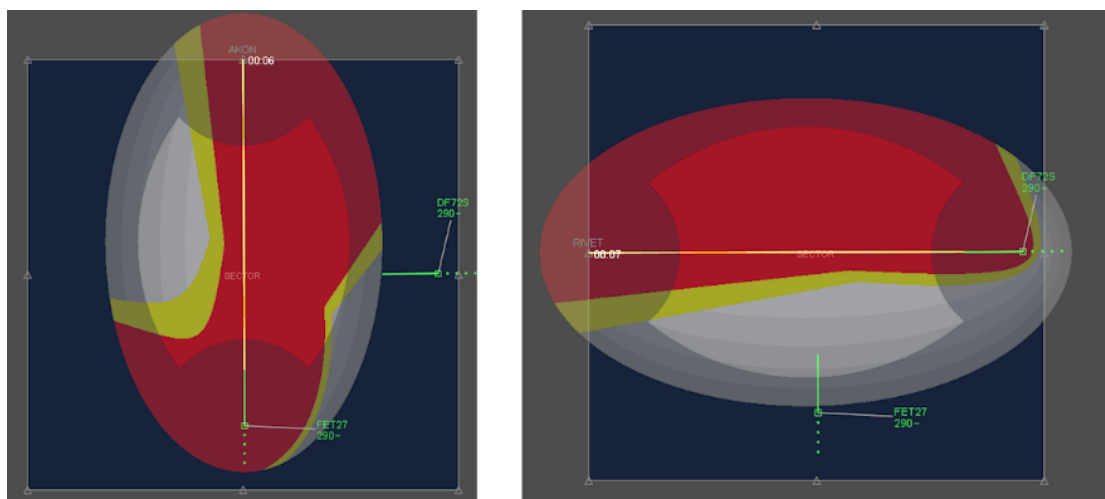 AKON
00:06
DF72S
290-
SECTOR
FET27
290-
DF72S
290-
RIVET
00:07
SECTOR
FET27
290-